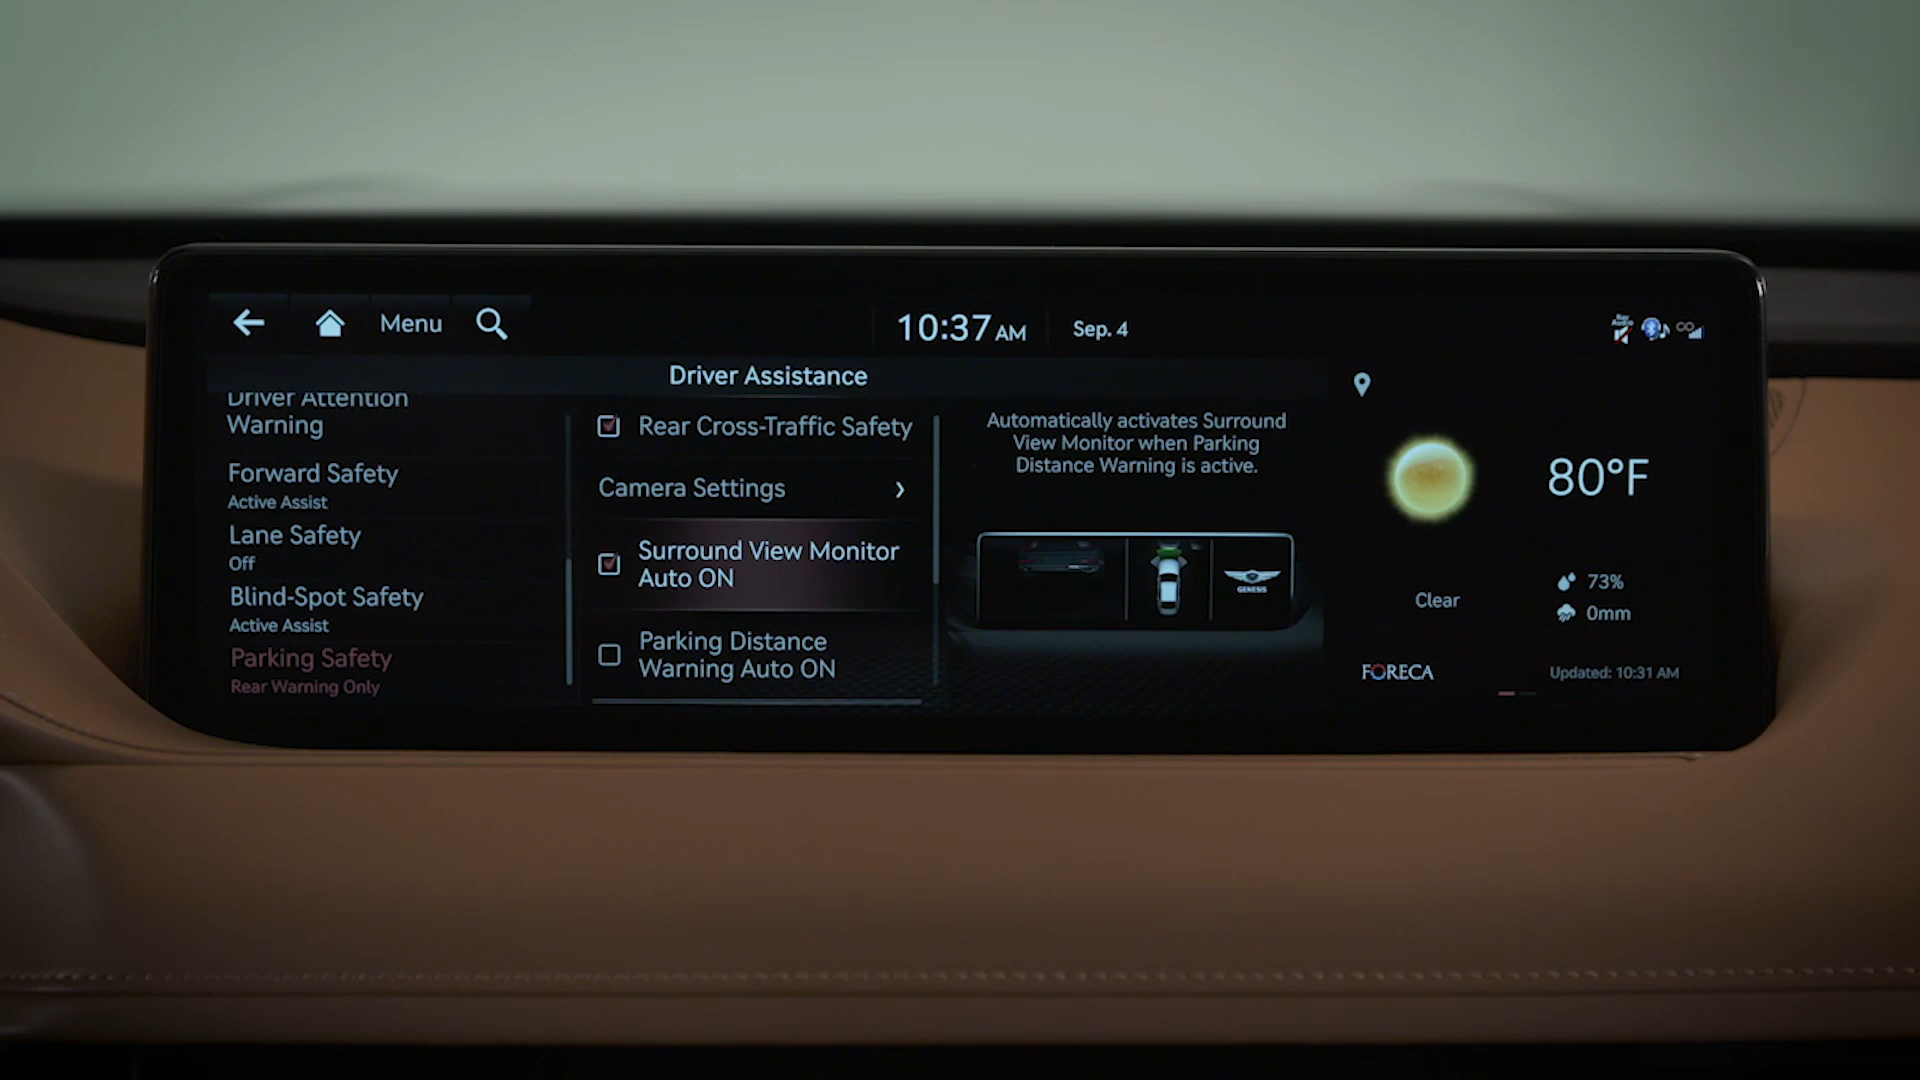 Menu
10:37 AM
Sep. 4
Driver Assistance
Driver Attention
Warning
Forward Safety
Active Assist
Lane Safety
Off
Blind-Spot Safety
Active Assist
Parking Safety
Rear Warning Only
Rear Cross-Traffic Safety
Camera Settings
Surround View Monitor
Auto ON
Parking Distance
Warning Auto ON
Automatically activates Surround
View Monitor when Parking
Distance Warning is active.
GENESIS
80°F
Clear
73%
0mm
FORECA
Updated: 10:31 AM